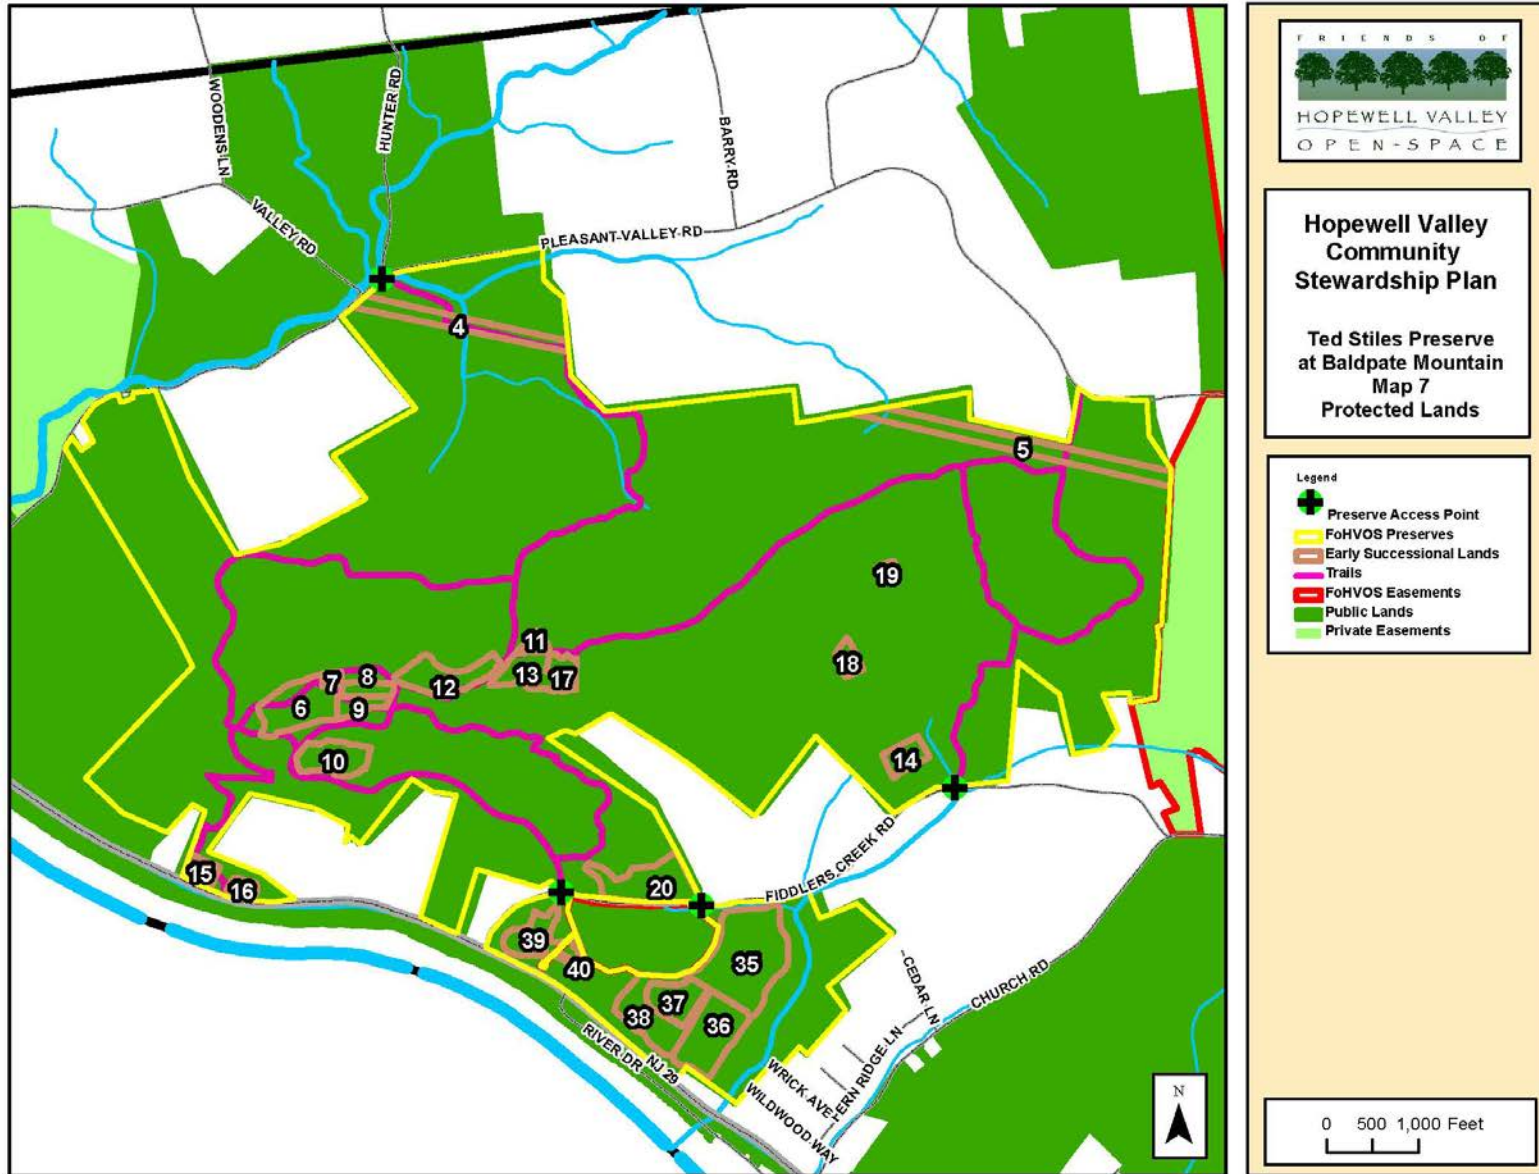 WOODENS LN
HUNTER RD
BARRY RD
VALLEY RD
PLEASANT VALLEY RD
4
5
19
11
18
7
8
13
17
12
6
9
10
14
15
16
20
FIDDLERS CREEK RD
39
35
40
37
38
36
CEDAR LN
CHURCH RD
FERN RIDGE LN
RIVER DR
NJ 29
WRICK AVE
WILDWOOD WAY
N
FRIENDS OF
HOPEWELL VALLEY
OPEN-SPACE
Hopewell Valley
Community
Stewardship Plan
Ted Stiles Preserve
at Baldpate Mountain
Map 7
Protected Lands
Legend
Preserve Access Point
FoHVOS Preserves
Early Successional Lands
Trails
FoHVOS Easements
Public Lands
Private Easements
0 500 1,000 Feet